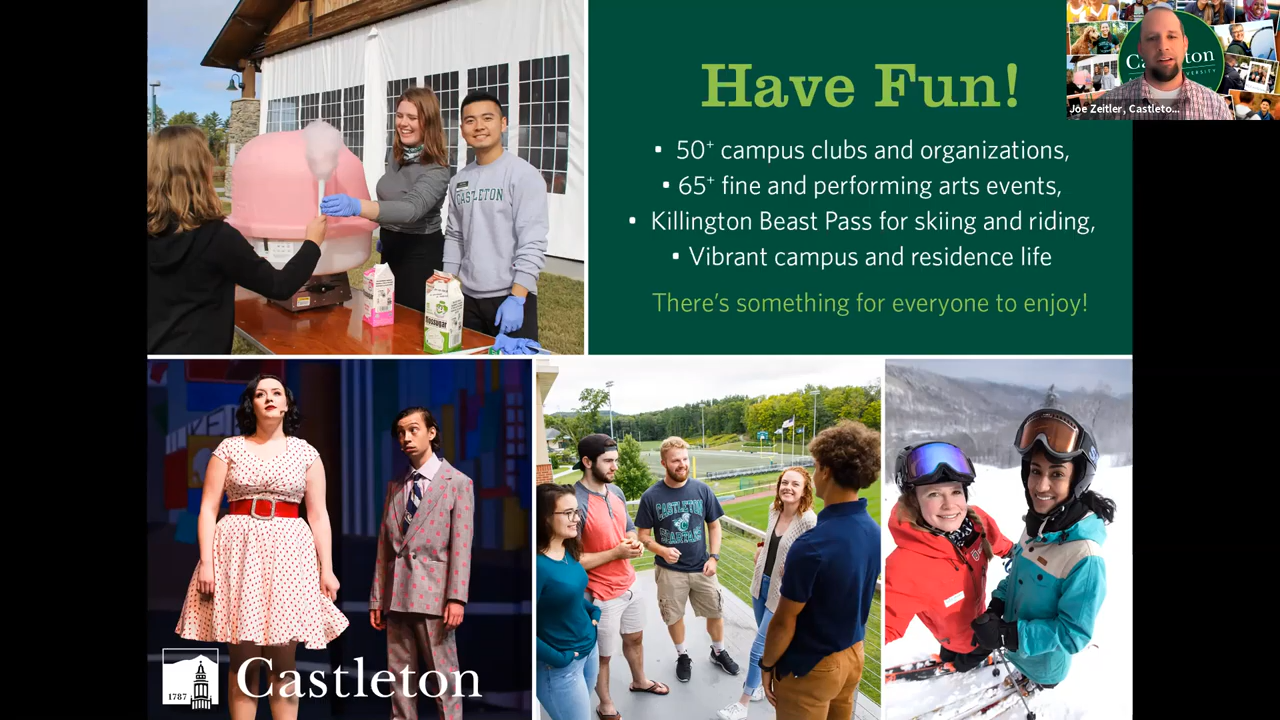 Have Fun!
• 50+ campus clubs and organizations,
• 65+ fine and performing arts events,
• Killington Beast Pass for skiing and riding,
• Vibrant campus and residence life
There's something for everyone to enjoy!
Joe Zeitler, Castleto...
CASTLETON
CASTLETON
SPARTANS
1787
Castleton